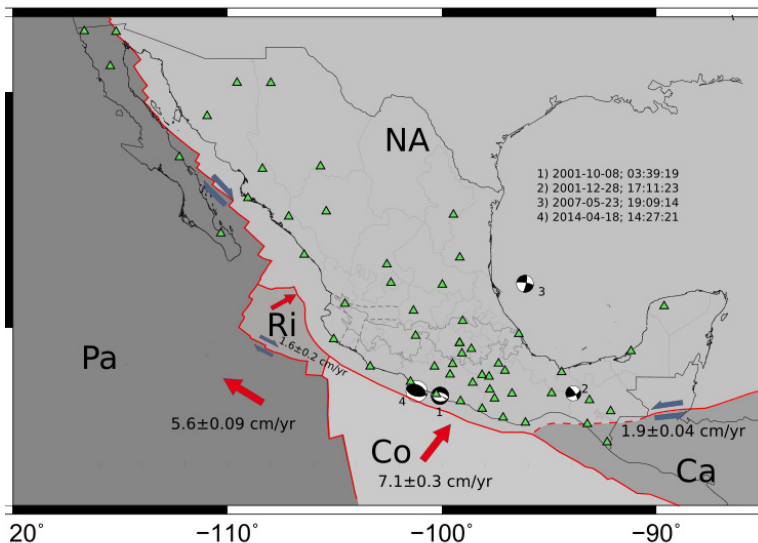 NA
1) 2001-10-08; 03:39:19
2) 2001-12-28; 17:11:23
3) 2007-05-23; 19:09:14
4) 2014-04-18; 14:27:21
3
Ri
Pa
1.6±0.2 cm/yr
4
1
2
5.6±0.09 cm/yr
1.9±0.04 cm/yr
Co
Ca
7.1±0.3 cm/yr
20°
−110°
−100°
−90°